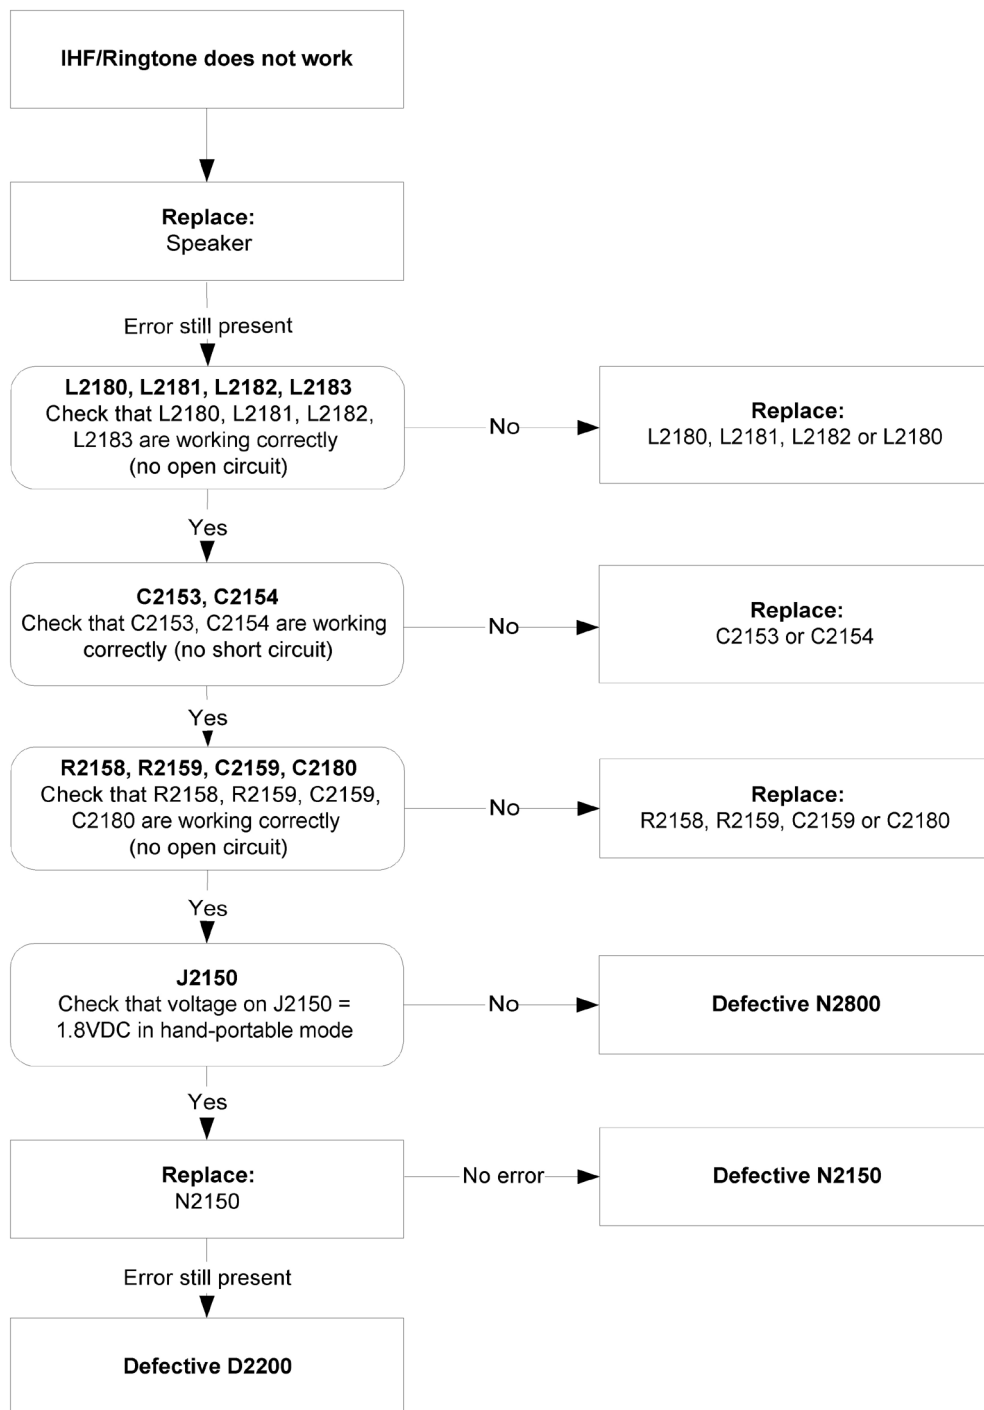 IHF/Ringtone does not work
Replace:
Speaker
Error still present
L2180, L2181, L2182, L2183
Check that L2180, L2181, L2182,
L2183 are working correctly
(no open circuit)
No
Replace:
L2180, L2181, L2182 or L2180
Yes
C2153, C2154
Check that C2153, C2154 are working
correctly (no short circuit)
No
Replace:
C2153 or C2154
Yes
R2158, R2159, C2159, C2180
Check that R2158, R2159, C2159,
C2180 are working correctly
(no open circuit)
No
Replace:
R2158, R2159, C2159 or C2180
Yes
J2150
Check that voltage on J2150 =
1.8VDC in hand-portable mode
No
Defective N2800
Yes
Replace:
N2150
No error
Defective N2150
Error still present
Defective D2200